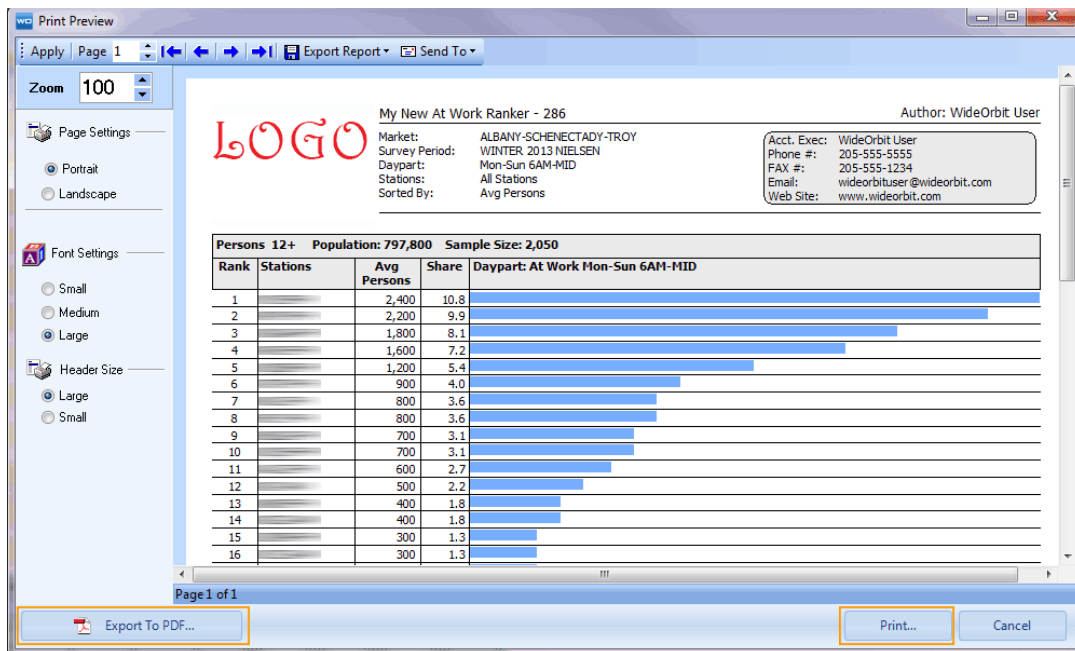 WO Print Preview
Apply Page 1 Export Report Send To
Zoom 100
Page Settings
Portrait
Landscape
Font Settings
Small
Medium
Large
Header Size
Large
Small
LOGO
My New At Work Ranker - 286 Author: WideOrbit User
Market: ALBANY-SCHENECTADY-TROY
Survey Period: WINTER 2013 NIELSEN
Daypart: Mon-Sun 6AM-MID
Stations: All Stations
Sorted By: Avg Persons
Acct. Exec: WideOrbit User
Phone #: 205-555-5555
FAX #: 205-555-1234
Email: wideorbituser@wideorbit.com
Web Site: www.wideorbit.com
Persons 12+ Population: 797,800 Sample Size: 2,050
Rank Stations Avg Persons Share Daypart: At Work Mon-Sun 6AM-MID
1 2,400 10.8
2 2,200 9.9
3 1,800 8.1
4 1,600 7.2
5 1,200 5.4
6 900 4.0
7 800 3.6
8 800 3.6
9 700 3.1
10 700 3.1
11 600 2.7
12 500 2.2
13 400 1.8
14 400 1.8
15 300 1.3
16 300 1.3
Page 1 of 1
Export To PDF... Print... Cancel